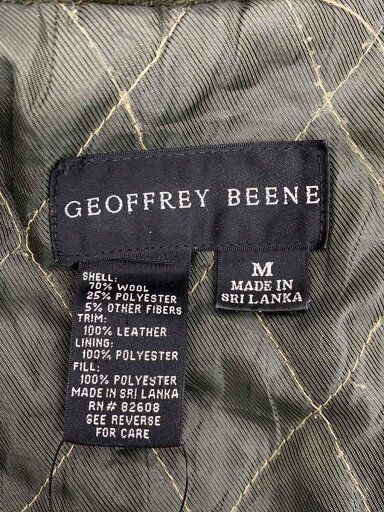 GEOFFREY BEENE
M
MADE IN
SRI LANKA
SHELL:
70% WOOL
25% POLYESTER
5% OTHER FIBERS
TRIM:
100% LEATHER
LINING:
100% POLYESTER
FILL:
100% POLYESTER
MADE IN SRI LANKA
RN# 82608
SEE REVERSE
FOR CARE